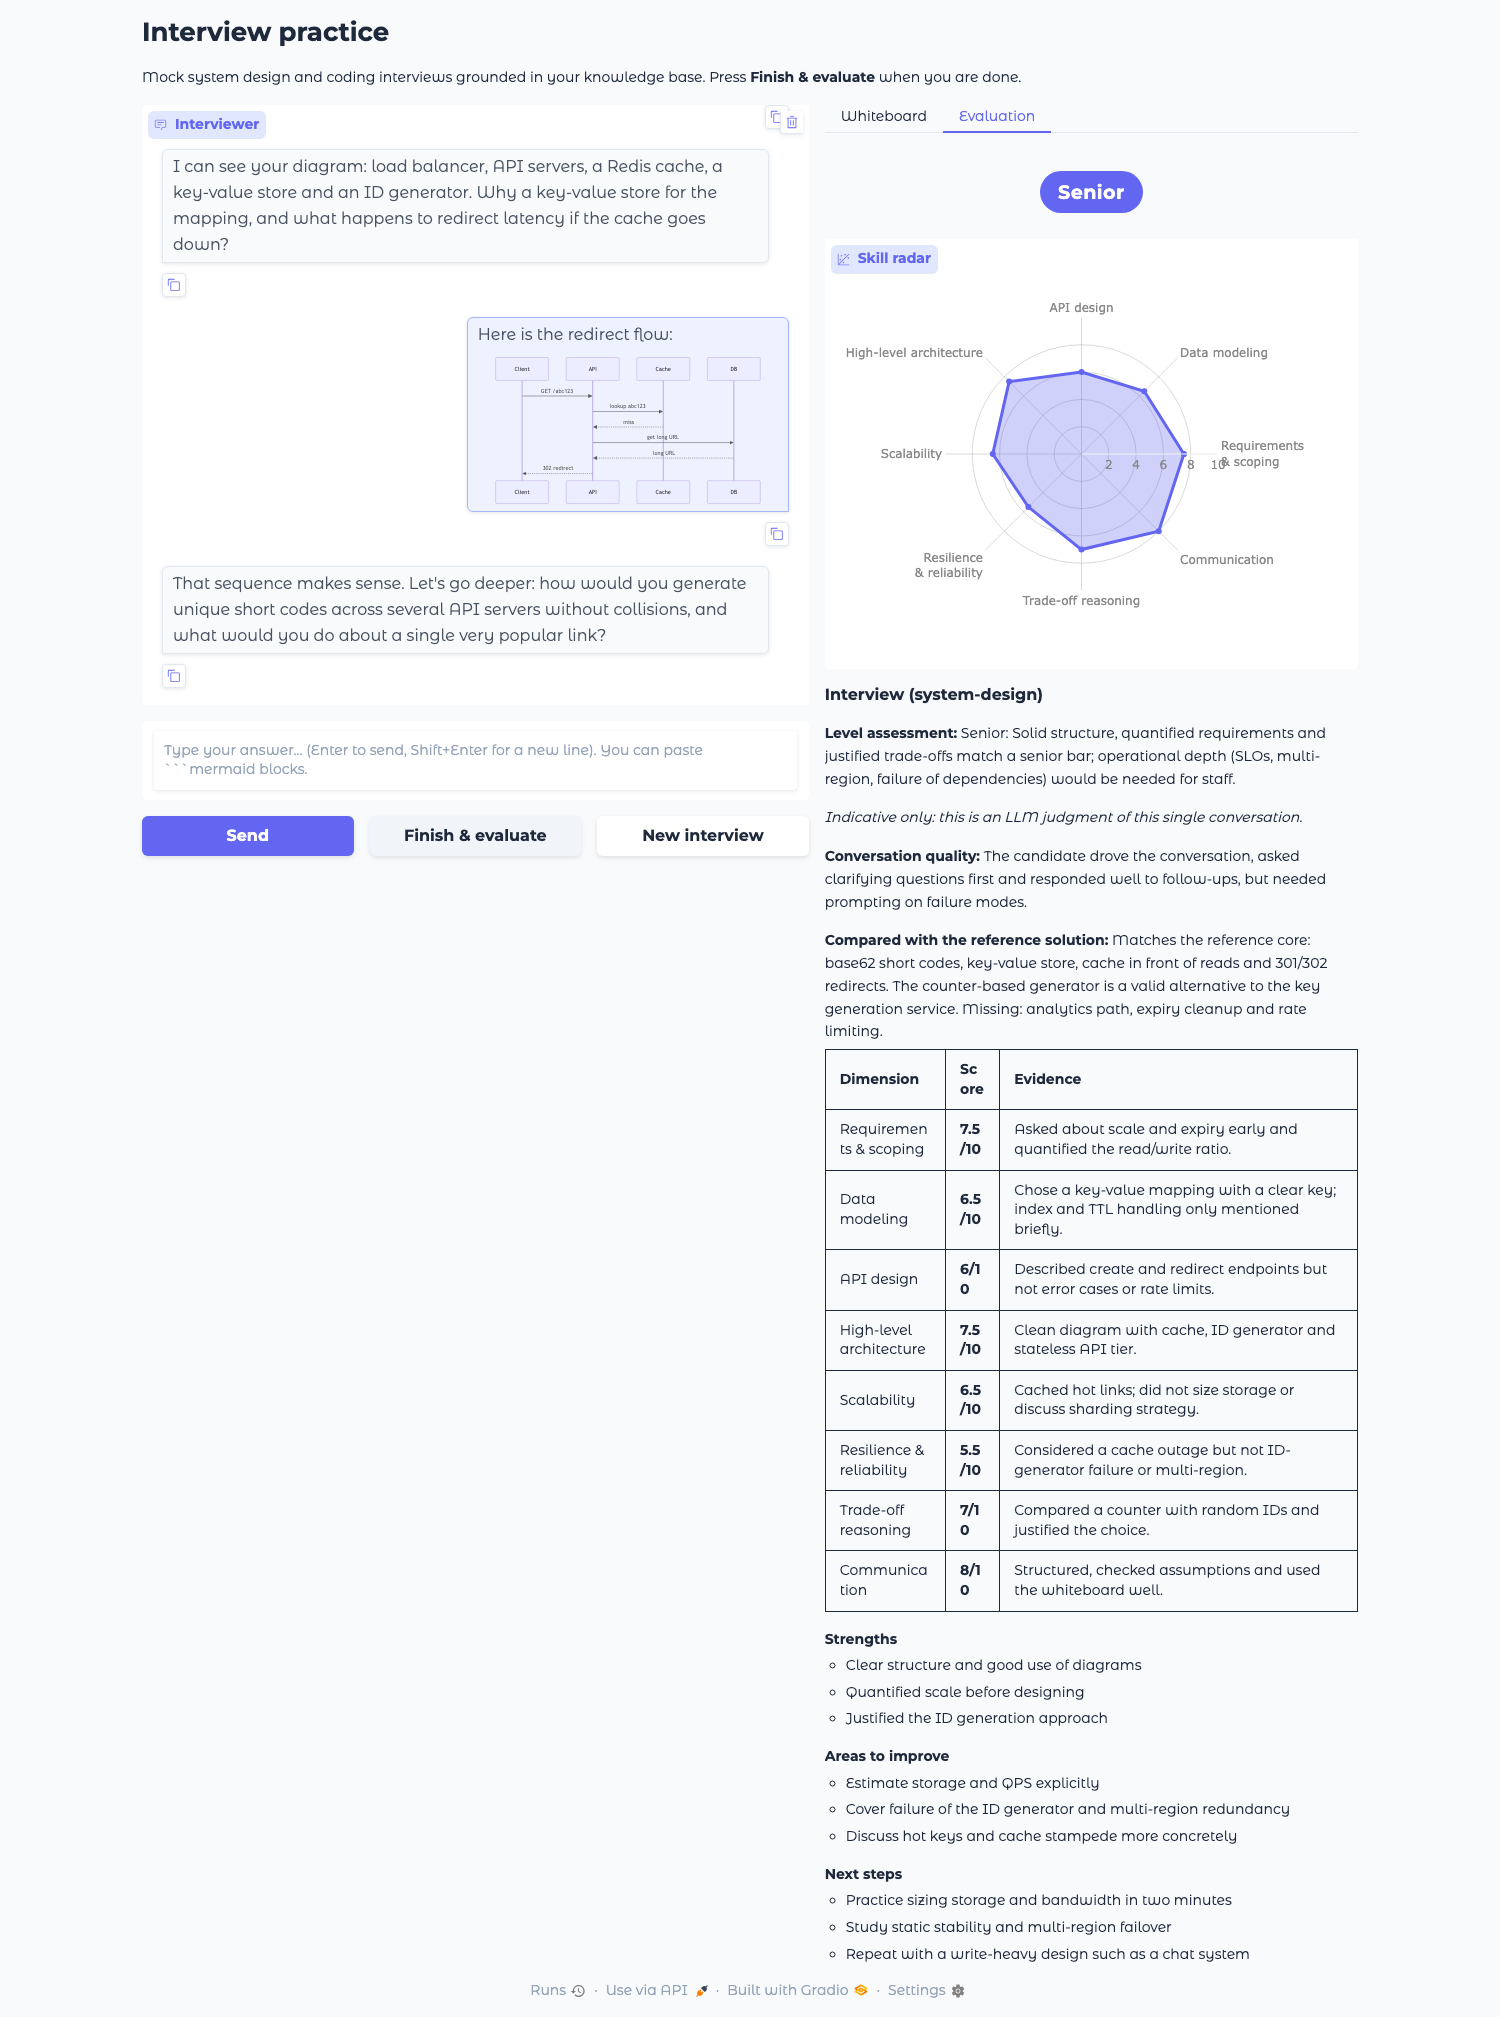 Interview practice
Mock system design and coding interviews grounded in your knowledge base. Press Finish & evaluate when you are done.
Interviewer
I can see your diagram: load balancer, API servers, a Redis cache, a
key-value store and an ID generator. Why a key-value store for the
mapping, and what happens to redirect latency if the cache goes
down?
Here is the redirect flow:
Client
API
Cache
DB
GET /abc123
lookup abc123
miss
get long URL
long URL
302 redirect
Client
API
Cache
DB
That sequence makes sense. Let's go deeper: how would you generate
unique short codes across several API servers without collisions, and
what would you do about a single very popular link?
Type your answer... (Enter to send, Shift+Enter for a new line). You can paste
```mermaid blocks.
Send
Finish & evaluate
New interview
Whiteboard
Evaluation
Senior
Skill radar
API design
High-level architecture
Data modeling
Scalability
Requirements
& scoping
2
4
6
8
10
Resilience
& reliability
Communication
Trade-off reasoning
Interview (system-design)
Level assessment: Senior: Solid structure, quantified requirements and
justified trade-offs match a senior bar; operational depth (SLOs, multi-
region, failure of dependencies) would be needed for staff.
Indicative only: this is an LLM judgment of this single conversation.
Conversation quality: The candidate drove the conversation, asked
clarifying questions first and responded well to follow-ups, but needed
prompting on failure modes.
Compared with the reference solution: Matches the reference core:
base62 short codes, key-value store, cache in front of reads and 301/302
redirects. The counter-based generator is a valid alternative to the key
generation service. Missing: analytics path, expiry cleanup and rate
limiting.
Dimension
Sc
ore
Evidence
Requiremen
ts & scoping
7.5
/10
Asked about scale and expiry early and
quantified the read/write ratio.
Data
modeling
6.5
/10
Chose a key-value mapping with a clear key;
index and TTL handling only mentioned
briefly.
API design
6/1
0
Described create and redirect endpoints but
not error cases or rate limits.
High-level
architecture
7.5
/10
Clean diagram with cache, ID generator and
stateless API tier.
Scalability
6.5
/10
Cached hot links; did not size storage or
discuss sharding strategy.
Resilience &
reliability
5.5
/10
Considered a cache outage but not ID-
generator failure or multi-region.
Trade-off
reasoning
7/1
0
Compared a counter with random IDs and
justified the choice.
Communica
tion
8/1
0
Structured, checked assumptions and used
the whiteboard well.
Strengths
Clear structure and good use of diagrams
Quantified scale before designing
Justified the ID generation approach
Areas to improve
Estimate storage and QPS explicitly
Cover failure of the ID generator and multi-region redundancy
Discuss hot keys and cache stampede more concretely
Next steps
Practice sizing storage and bandwidth in two minutes
Study static stability and multi-region failover
Repeat with a write-heavy design such as a chat system
Runs · Use via API · Built with Gradio · Settings